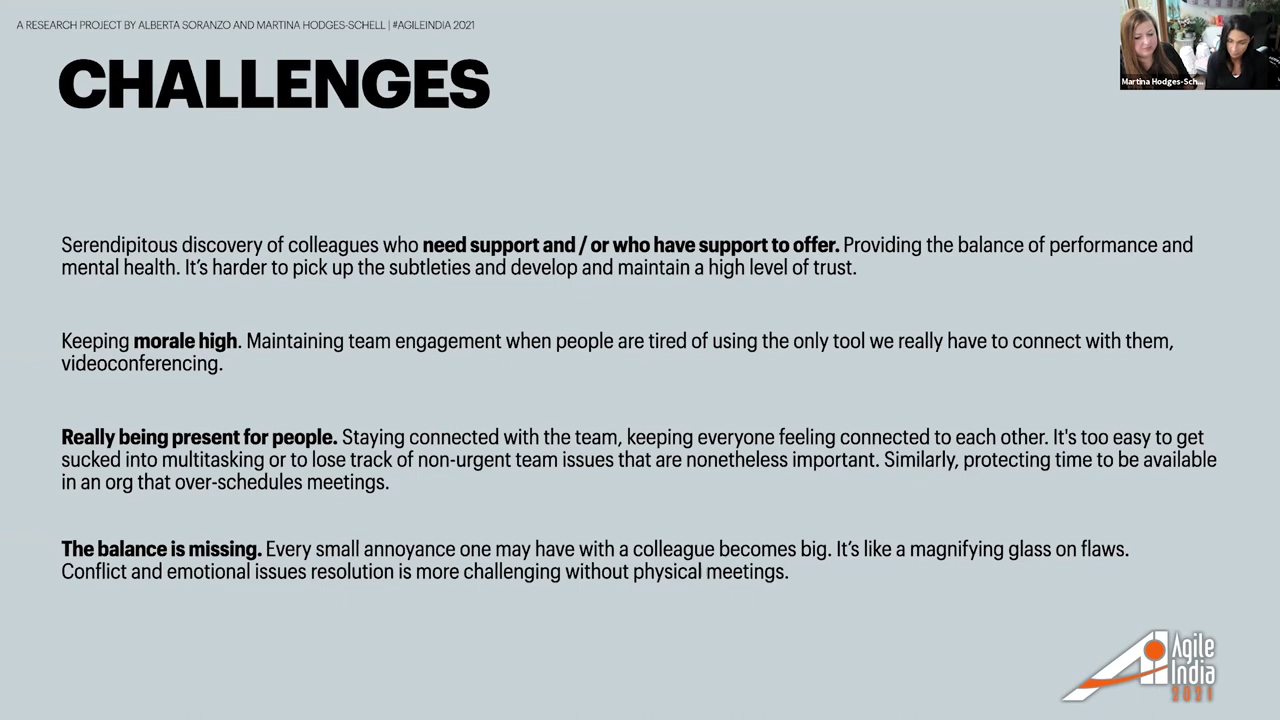 A RESEARCH PROJECT BY ALBERTA SORANZO AND MARTINA HODGES-SCHELL | #AGILEINDIA 2021
Martina Hodges-Sch...
CHALLENGES
Serendipitous discovery of colleagues who need support and / or who have support to offer. Providing the balance of performance and
mental health. It’s harder to pick up the subtleties and develop and maintain a high level of trust.
Keeping morale high. Maintaining team engagement when people are tired of using the only tool we really have to connect with them,
videoconferencing.
Really being present for people. Staying connected with the team, keeping everyone feeling connected to each other. It's too easy to get
sucked into multitasking or to lose track of non-urgent team issues that are nonetheless important. Similarly, protecting time to be available
in an org that over-schedules meetings.
The balance is missing. Every small annoyance one may have with a colleague becomes big. It’s like a magnifying glass on flaws.
Conflict and emotional issues resolution is more challenging without physical meetings.
Agile
India
2021